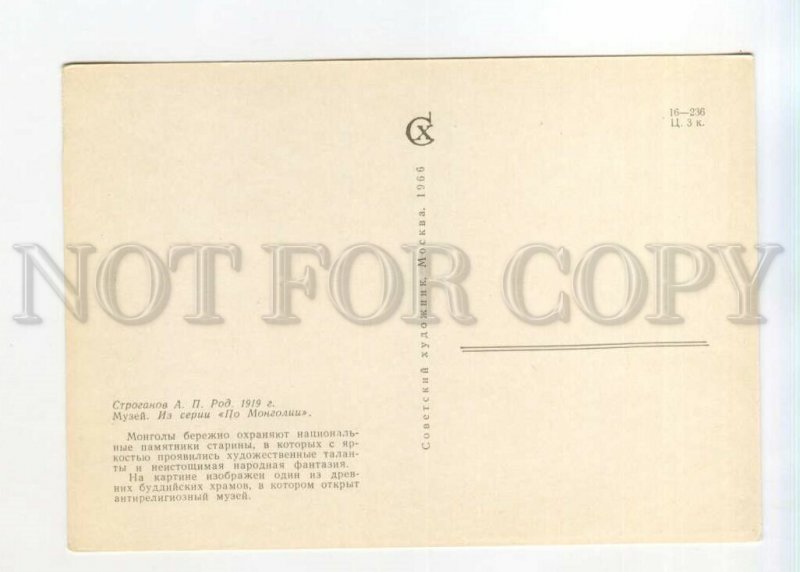 16—236
Ц. 3 к.
СХ
Советский художник. Москва. 1966
NOT FOR COPY
Строганов А. П. Род. 1919 г.
Музей. Из серии «По Монголии».
Монголы бережно охраняют националь-
ные памятники старины, в которых с яр-
костью проявились художественные талан-
ты и неистощимая народная фантазия.
На картине изображен один из древ-
них буддийских храмов, в котором открыт
антирелигиозный музей.